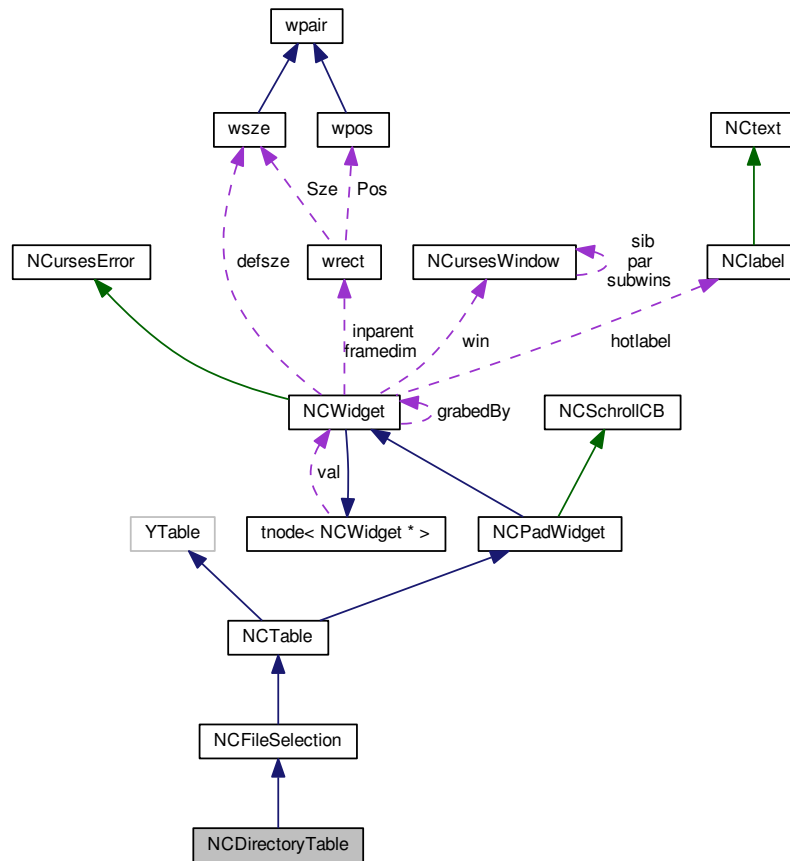 wpair
wsze
wpos
NCtext
Sze
Pos
NCursesError
defsze
wrect
NCursesWindow
sib
par
subwins
NClabel
inparent
framedim
win
hotlabel
NCWidget
grabedBy
NCSchrollCB
val
YTable
tnode< NCWidget * >
NCPadWidget
NCTable
NCFileSelection
NCDirectoryTable